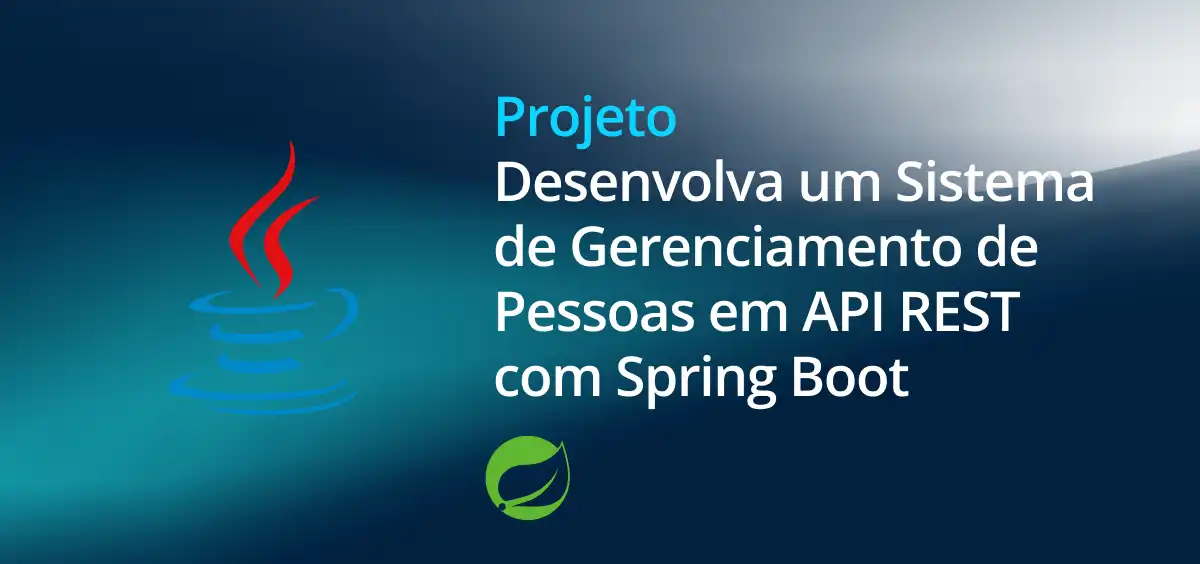 Projeto
Desenvolva um Sistema
de Gerenciamento de
Pessoas em API REST
com Spring Boot